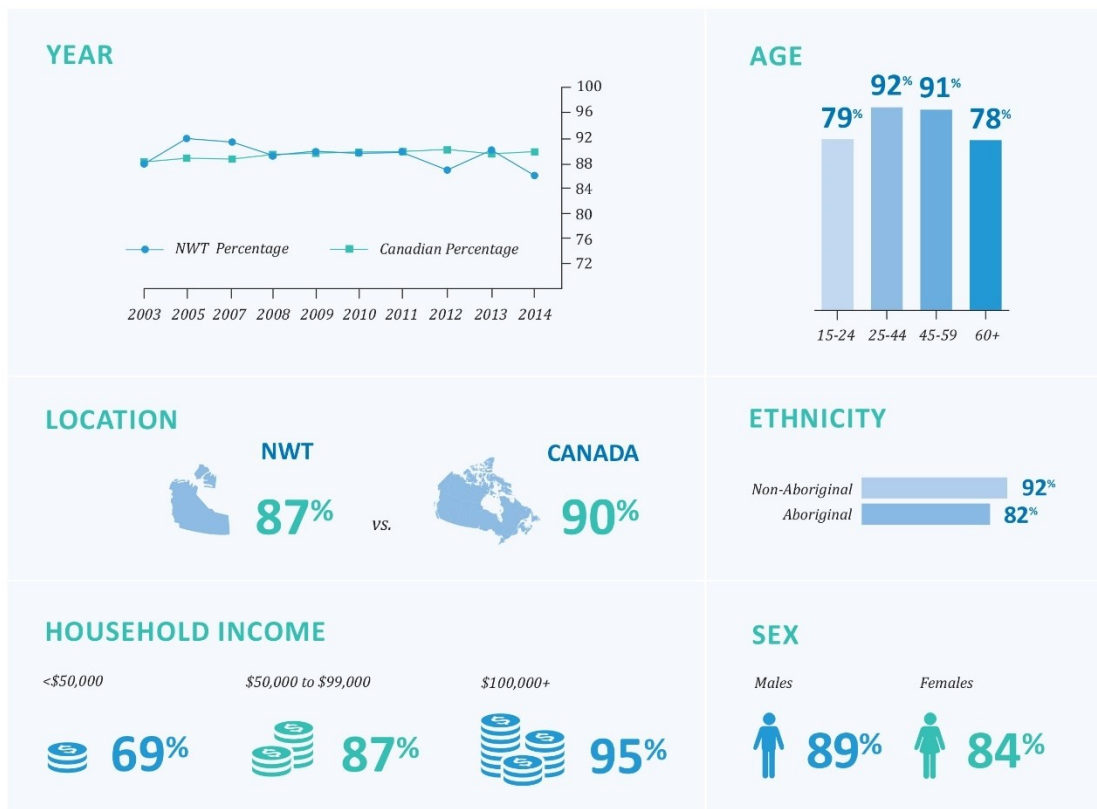 YEAR
100
96
92
88
84
80
76
72
NWT Percentage
Canadian Percentage
2003 2005 2007 2008 2009 2010 2011 2012 2013 2014
AGE
79% 92% 91% 78%
15-24 25-44 45-59 60+
LOCATION
NWT
87%
vs.
CANADA
90%
ETHNICITY
Non-Aboriginal 92%
Aboriginal 82%
HOUSEHOLD INCOME
<$50,000 $50,000 to $99,000 $100,000+
$ $ $ $ $ $
69% 87% 95%
SEX
Males Females
89% 84%